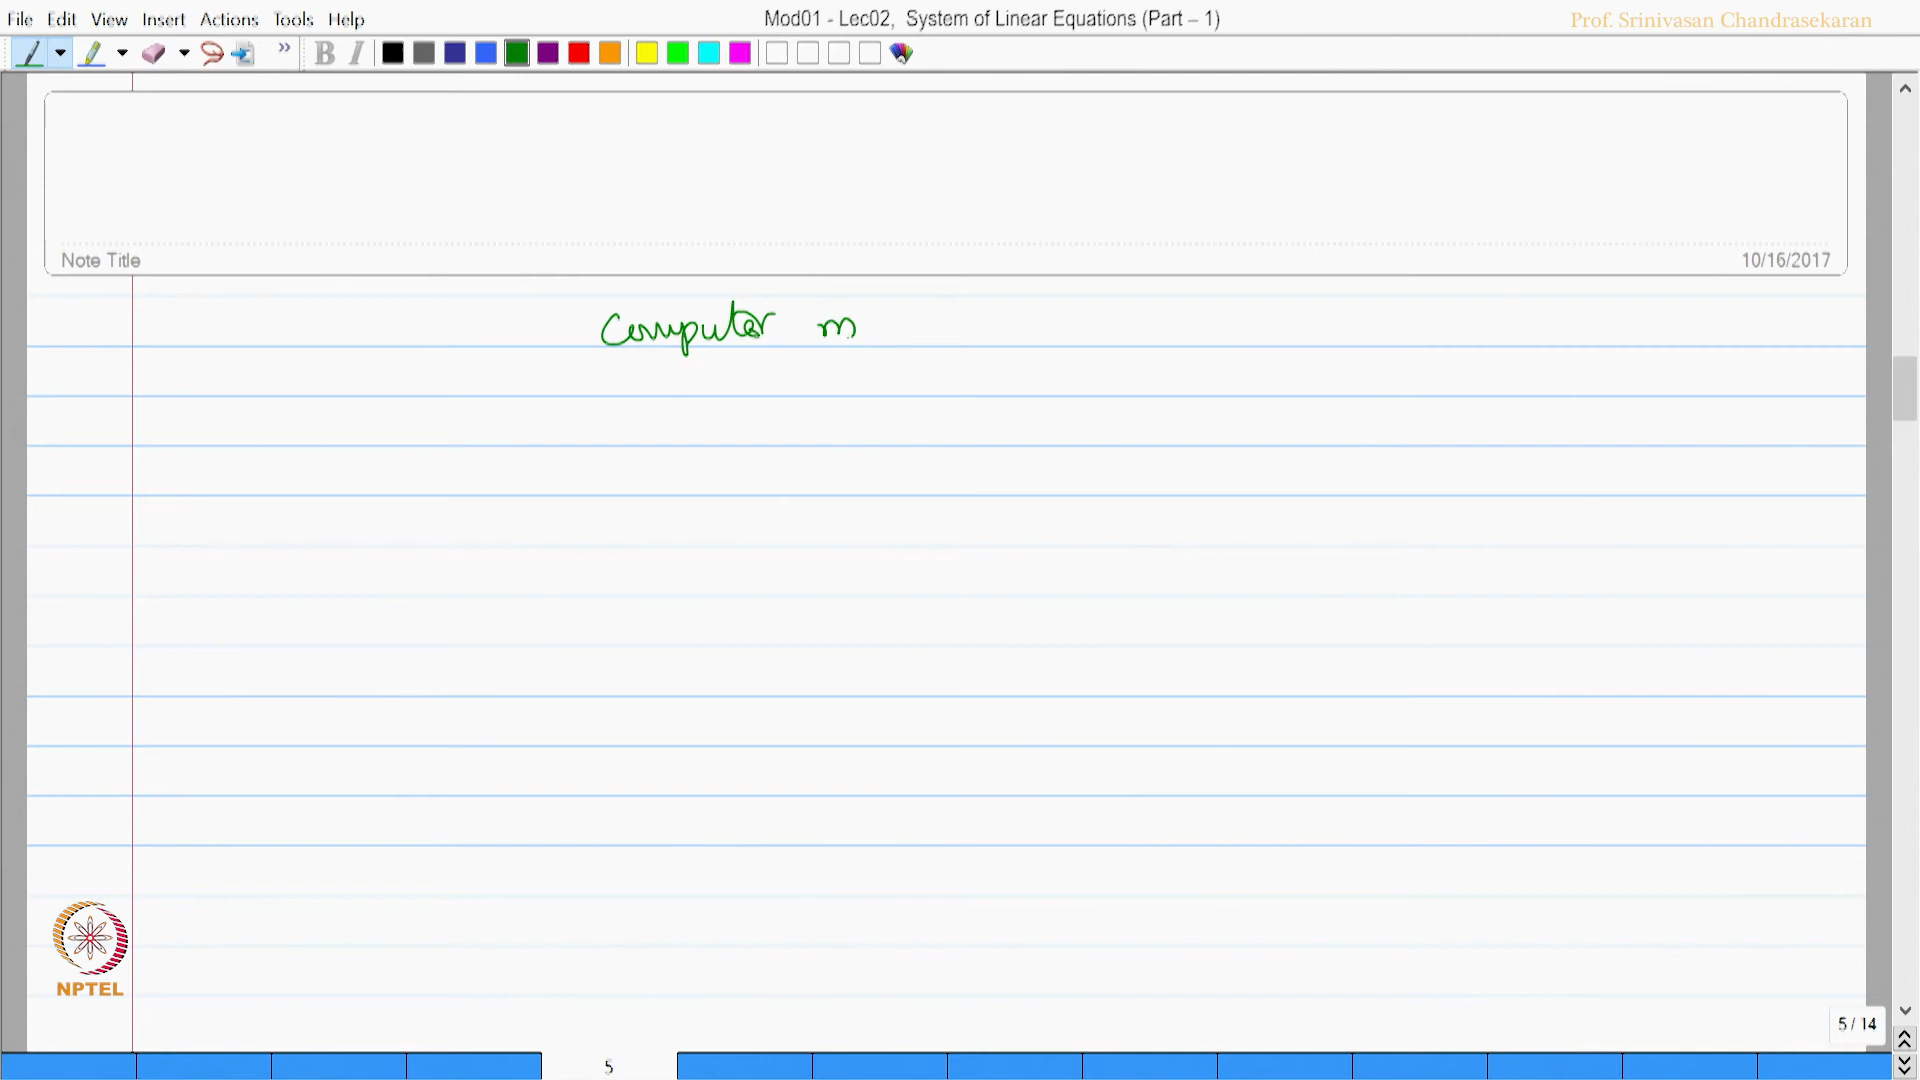 File Edit View Insert Actions Tools Help
Mod01 - Lec02, System of Linear Equations (Part – 1)
Prof. Srinivasan Chandrasekaran
B I
Note Title
10/16/2017
Computer m
NPTEL
5 / 14
5